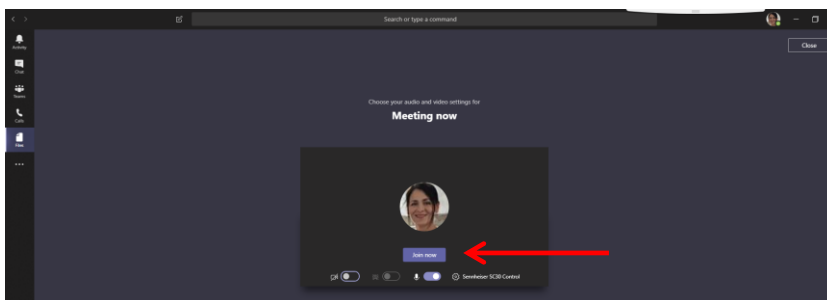 Search or type a command
Activity
Chat
Teams
Calls
Files
Close
Choose your audio and video settings for
Meeting now
Join now
Sennheiser SC30 Control